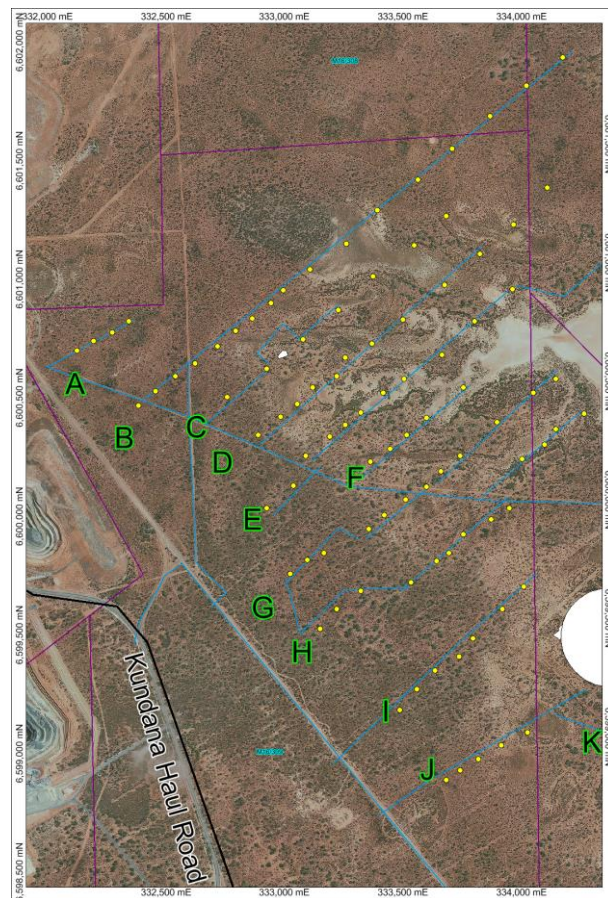 332,000 mE 332,500 mE 333,000 mE 333,500 mE 334,000 mE
6,602,000 mN
6,601,500 mN
6,601,000 mN
6,600,500 mN
6,600,000 mN
6,599,500 mN
6,599,000 mN
6,598,500 mN
A
B
C
D
E
F
G
H
I
J
K
Kundana Haul Road
332,500 mE 333,000 mE 333,500 mE 334,000 mE